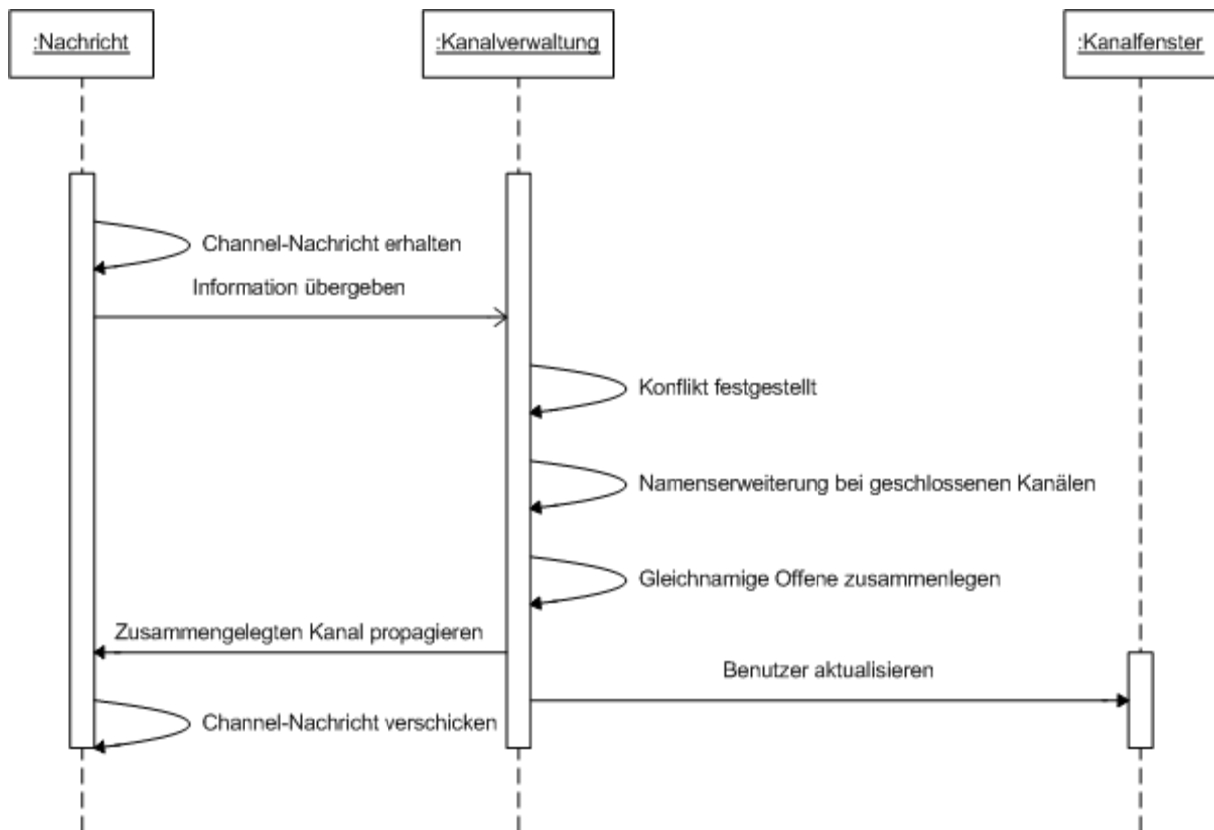 :Nachricht
:Kanalverwaltung
:Kanalfenster
Channel-Nachricht erhalten
Information übergeben
Konflikt festgestellt
Namenserweiterung bei geschlossenen Kanälen
Gleichnamige Offene zusammenlegen
Zusammengelegten Kanal propagieren
Benutzer aktualisieren
Channel-Nachricht verschicken